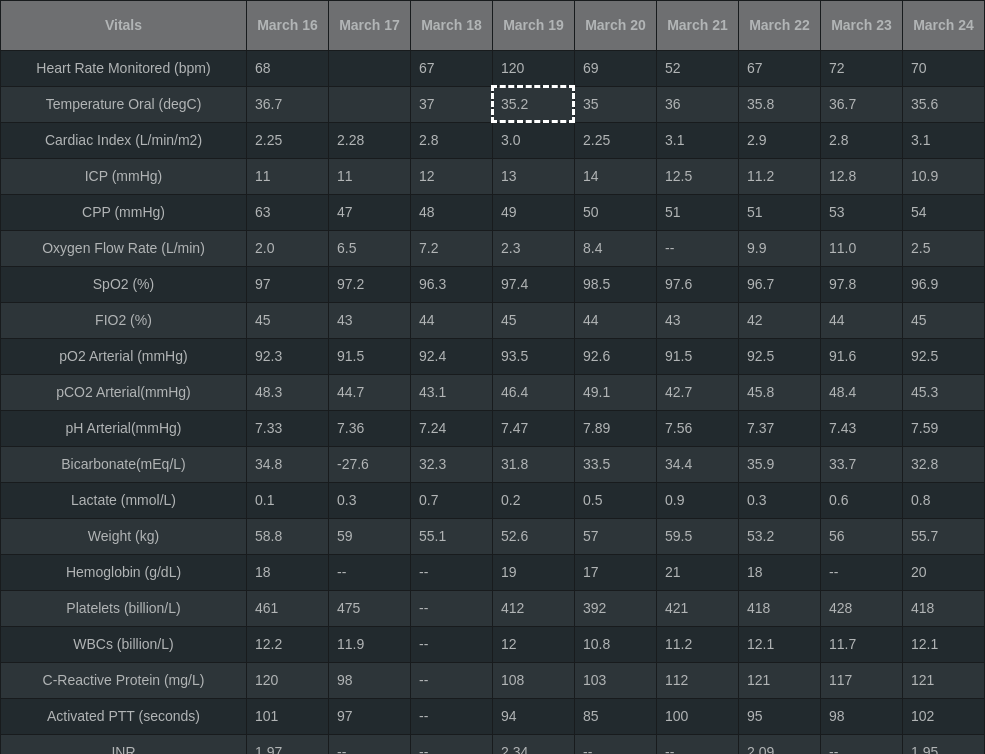 Vitals March 16 March 17 March 18 March 19 March 20 March 21 March 22 March 23 March 24
Heart Rate Monitored (bpm) 68 67 120 69 52 67 72 70
Temperature Oral (degC) 36.7 37 35.2 35 36 35.8 36.7 35.6
Cardiac Index (L/min/m2) 2.25 2.28 2.8 3.0 2.25 3.1 2.9 2.8 3.1
ICP (mmHg) 11 11 12 13 14 12.5 11.2 12.8 10.9
CPP (mmHg) 63 47 48 49 50 51 51 53 54
Oxygen Flow Rate (L/min) 2.0 6.5 7.2 2.3 8.4 -- 9.9 11.0 2.5
SpO2 (%) 97 97.2 96.3 97.4 98.5 97.6 96.7 97.8 96.9
FIO2 (%) 45 43 44 45 44 43 42 44 45
pO2 Arterial (mmHg) 92.3 91.5 92.4 93.5 92.6 91.5 92.5 91.6 92.5
pCO2 Arterial(mmHg) 48.3 44.7 43.1 46.4 49.1 42.7 45.8 48.4 45.3
pH Arterial(mmHg) 7.33 7.36 7.24 7.47 7.89 7.56 7.37 7.43 7.59
Bicarbonate(mEq/L) 34.8 -27.6 32.3 31.8 33.5 34.4 35.9 33.7 32.8
Lactate (mmol/L) 0.1 0.3 0.7 0.2 0.5 0.9 0.3 0.6 0.8
Weight (kg) 58.8 59 55.1 52.6 57 59.5 53.2 56 55.7
Hemoglobin (g/dL) 18 -- -- 19 17 21 18 -- 20
Platelets (billion/L) 461 475 -- 412 392 421 418 428 418
WBCs (billion/L) 12.2 11.9 -- 12 10.8 11.2 12.1 11.7 12.1
C-Reactive Protein (mg/L) 120 98 -- 108 103 112 121 117 121
Activated PTT (seconds) 101 97 -- 94 85 100 95 98 102
INR 1.97 -- -- 2.34 -- -- 2.09 -- 1.95